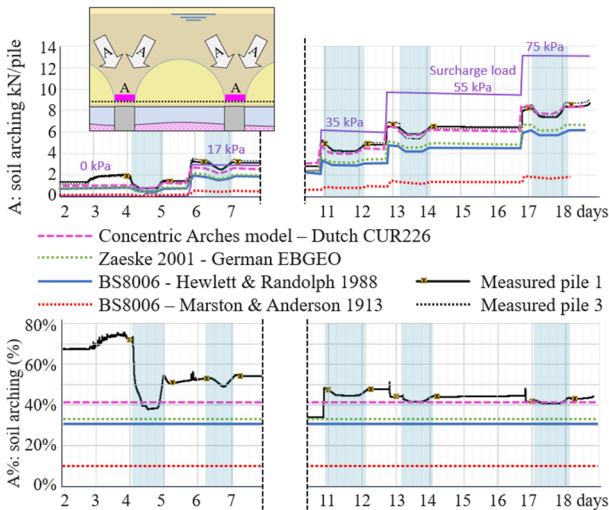 A: soil arching kN/pile
14
12
10
8
6
4
2
0
A A
A A
0 kPa
17 kPa
35 kPa
Surcharge load
55 kPa
75 kPa
2 3 4 5 6 7
11 12 13 14 15 16 17 18 days
Concentric Arches model – Dutch CUR226
Zaeske 2001 - German EBGEO
BS8006 - Hewlett & Randolph 1988
Measured pile 1
BS8006 – Marston & Anderson 1913
Measured pile 3
A%: soil arching (%)
80%
60%
40%
20%
0%
2 3 4 5 6 7
11 12 13 14 15 16 17 18 days